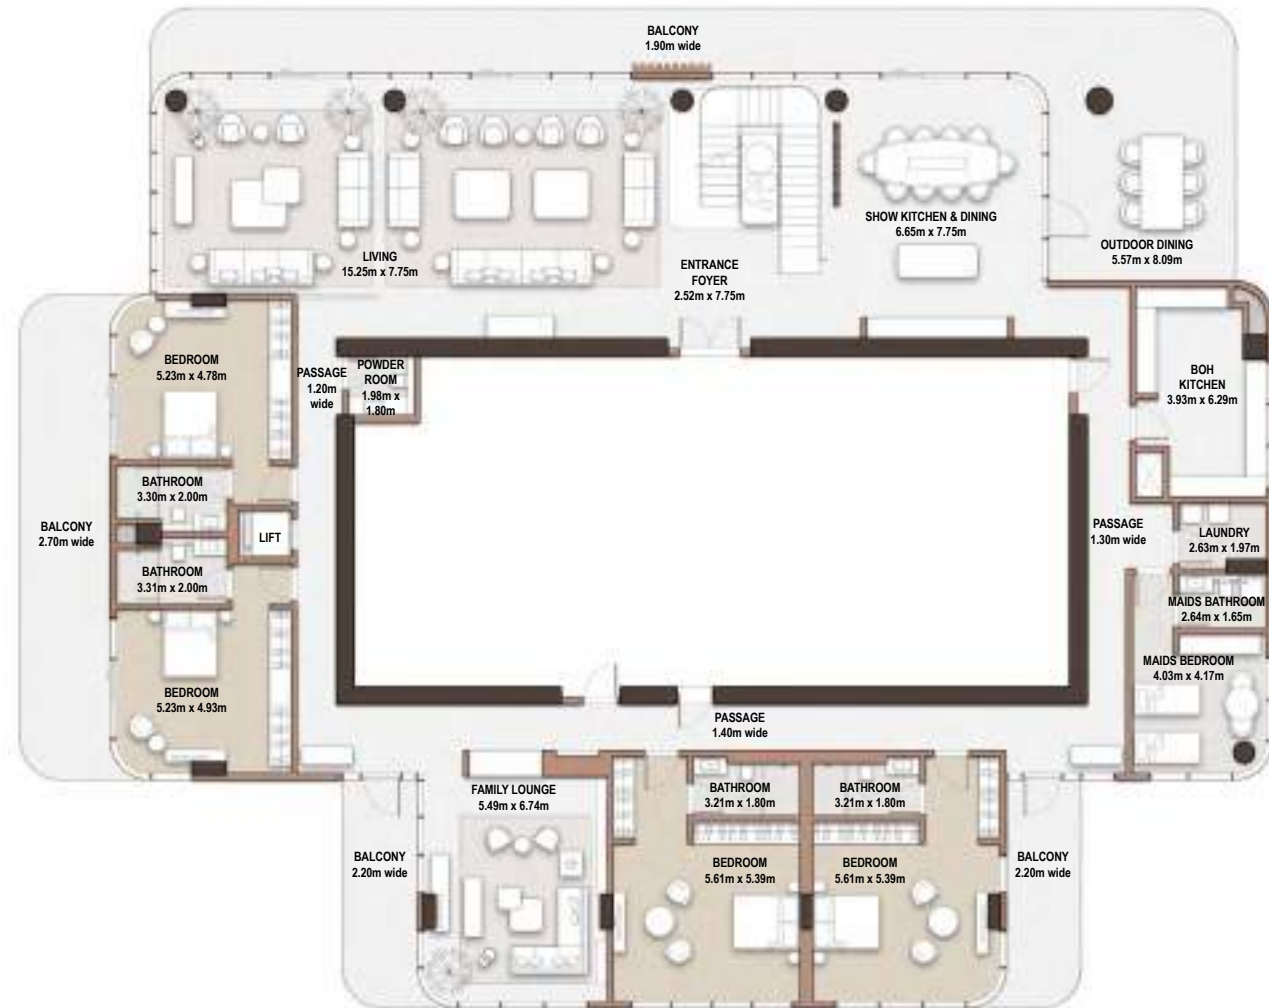 BALCONY
1.90m wide
LIVING
15.25m x 7.75m
ENTRANCE
FOYER
2.52m x 7.75m
SHOW KITCHEN & DINING
6.65m x 7.75m
OUTDOOR DINING
5.57m x 8.09m
BEDROOM
5.23m x 4.78m
PASSAGE
1.20m
wide
POWDER
ROOM
1.98m x
1.80m
BOH
KITCHEN
3.93m x 6.29m
BATHROOM
3.30m x 2.00m
BALCONY
2.70m wide
LIFT
PASSAGE
1.30m wide
LAUNDRY
2.63m x 1.97m
BATHROOM
3.31m x 2.00m
MAIDS BATHROOM
2.64m x 1.65m
MAIDS BEDROOM
4.03m x 4.17m
BEDROOM
5.23m x 4.93m
PASSAGE
1.40m wide
FAMILY LOUNGE
5.49m x 6.74m
BATHROOM
3.21m x 1.80m
BATHROOM
3.21m x 1.80m
BALCONY
2.20m wide
BEDROOM
5.61m x 5.39m
BEDROOM
5.61m x 5.39m
BALCONY
2.20m wide